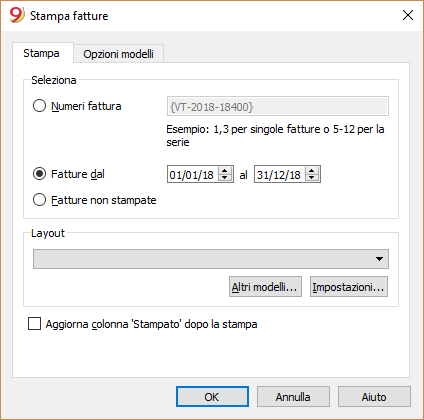 Stampa fatture
Stampa
Opzioni modelli
Seleziona
Numeri fattura
{VT-2018-18400}
Esempio: 1,3 per singole fatture o 5-12 per la
serie
Fatture dal 01/01/18 al 31/12/18
Fatture non stampate
Layout
Altri modelli...
Impostazioni...
Aggiorna colonna 'Stampato' dopo la stampa
OK
Annulla
Aiuto